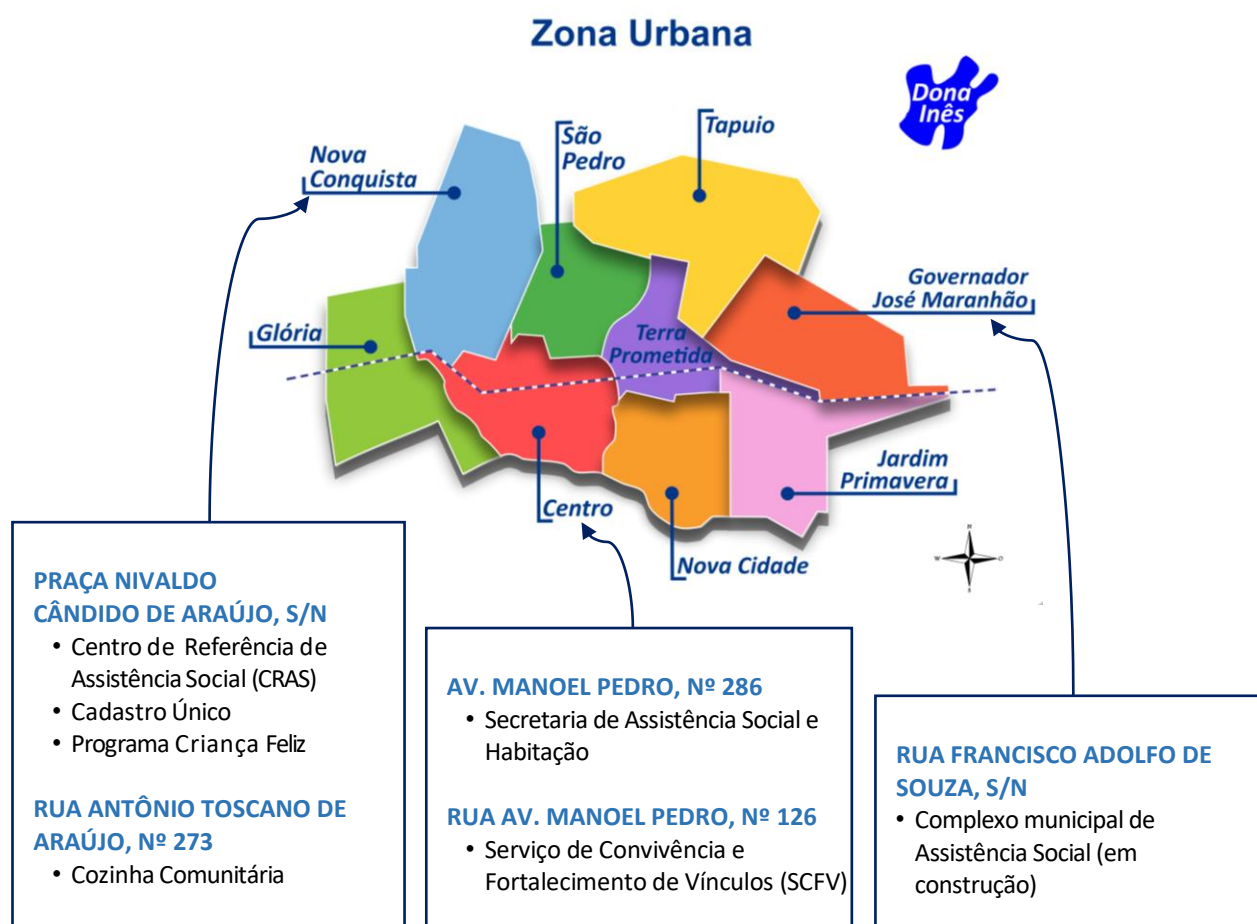 Zona Urbana
Dona
Inês
São
Pedro
Tapuio
Nova
Conquista
Governador
José Maranhão
Glória
Terra
Prometida
Jardim
Primavera
Centro
Nova Cidade
N
W
O
S
PRAÇA NIVALDO
CÂNDIDO DE ARAÚJO, S/N
• Centro de Referência de
Assistência Social (CRAS)
• Cadastro Único
• Programa Criança Feliz
RUA ANTÔNIO TOSCANO DE
ARAÚJO, Nº 273
• Cozinha Comunitária
AV. MANOEL PEDRO, Nº 286
• Secretaria de Assistência Social e
Habitação
RUA AV. MANOEL PEDRO, Nº 126
• Serviço de Convivência e
Fortalecimento de Vínculos (SCFV)
RUA FRANCISCO ADOLFO DE
SOUZA, S/N
• Complexo municipal de
Assistência Social (em
construção)